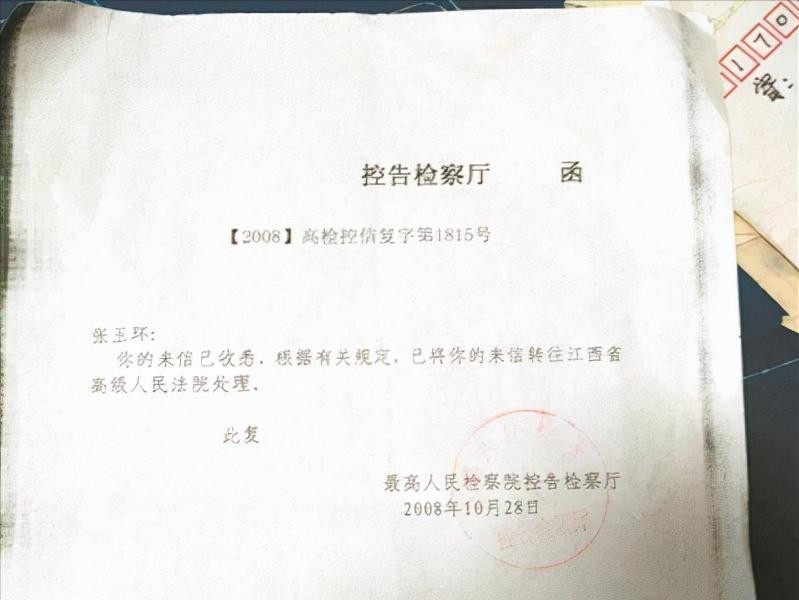 170
控告检察厅 函
【2008】高检控信复字第1815号
张玉环:
你的来信已收悉. 根据有关规定, 已将你的来信转往江西省
高级人民法院处理.
此复
最高人民检察院控告检察厅
2008年10月28日